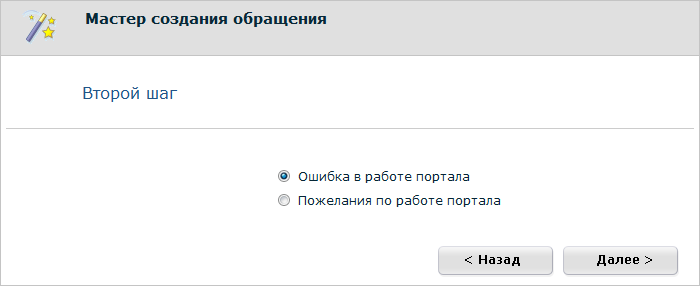 Мастер создания обращения
Второй шаг
Ошибка в работе портала
Пожелания по работе портала
< Назад
Далее >